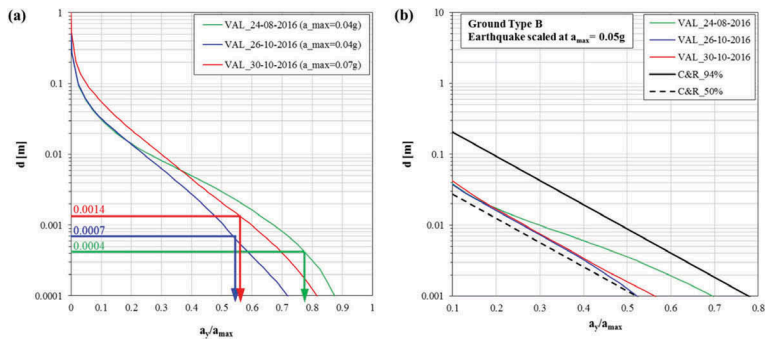 (a)
VAL_24-08-2016 (a_max=0.04g)
VAL_26-10-2016 (a_max=0.04g)
VAL_30-10-2016 (a_max=0.07g)
d [m]
1
0.1
0.01
0.001
0.0001
0.0014
0.0007
0.0004
0 0.1 0.2 0.3 0.4 0.5 0.6 0.7 0.8 0.9 1
ay/amax
(b)
Ground Type B
Earthquake scaled at amax= 0.05g
VAL_24-08-2016
VAL_26-10-2016
VAL_30-10-2016
C&R_94%
C&R_50%
d [m]
10
1
0.1
0.01
0.001
0.1 0.2 0.3 0.4 0.5 0.6 0.7 0.8
ay/amax